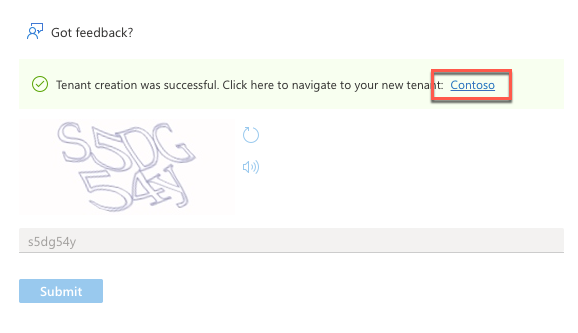 Got feedback?
Tenant creation was successful. Click here to navigate to your new tenant: Contoso
S5DG
54y
s5dg54y
Submit